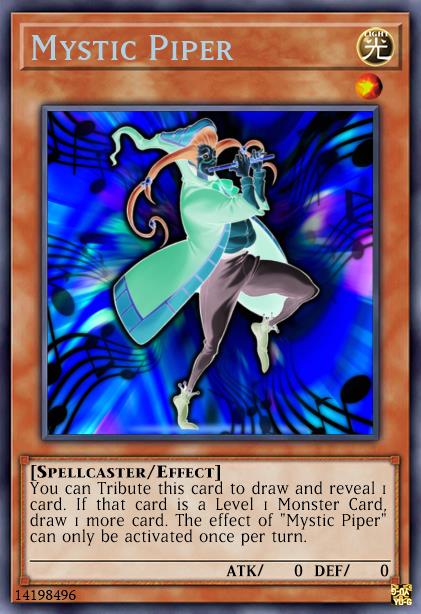 Mystic Piper
LIGHT
光
[Spellcaster/Effect]
You can Tribute this card to draw and reveal 1
card. If that card is a Level 1 Monster Card,
draw 1 more card. The effect of "Mystic Piper"
can only be activated once per turn.
ATK/ 0 DEF/ 0
14198496